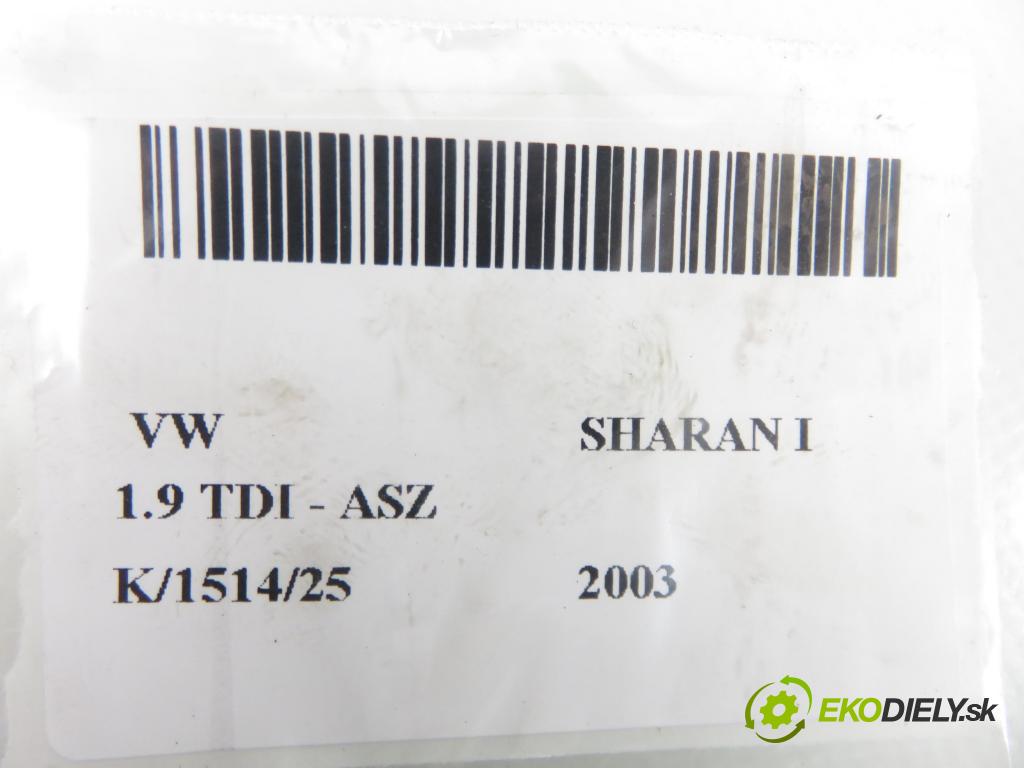 VW SHARAN I
1.9 TDI - ASZ
K/1514/25 2003
EKODIELY.sk